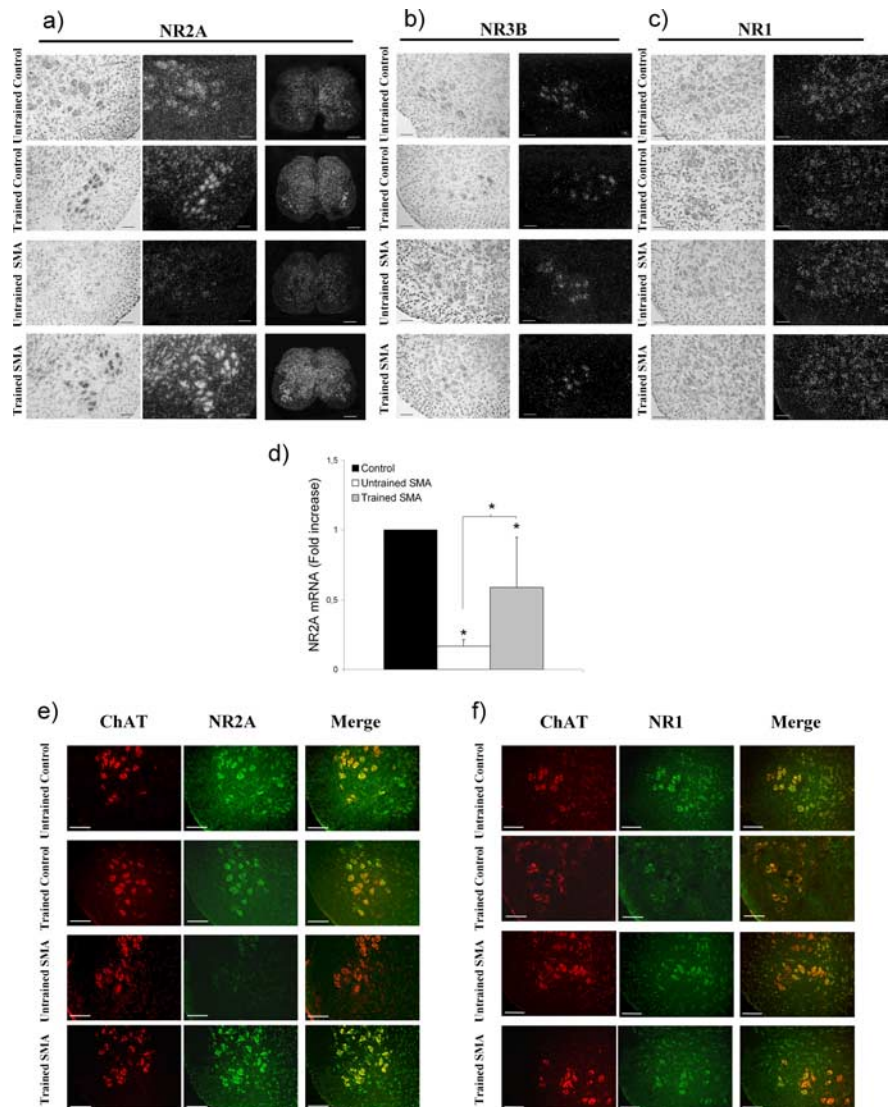 a)
NR2A
b)
NR3B
c)
NR1
Untrained Control
Trained Control
Untrained SMA
Trained SMA
Untrained Control
Trained Control
Untrained SMA
Trained SMA
Untrained Control
Trained Control
Untrained SMA
Trained SMA
d)
NR2A mRNA (Fold increase)
1,5
1
0,5
0
Control
Untrained SMA
Trained SMA
*
*
*
e)
ChAT NR2A Merge
Untrained Control
Trained Control
Untrained SMA
Trained SMA
f)
ChAT NR1 Merge
Untrained Control
Trained Control
Untrained SMA
Trained SMA